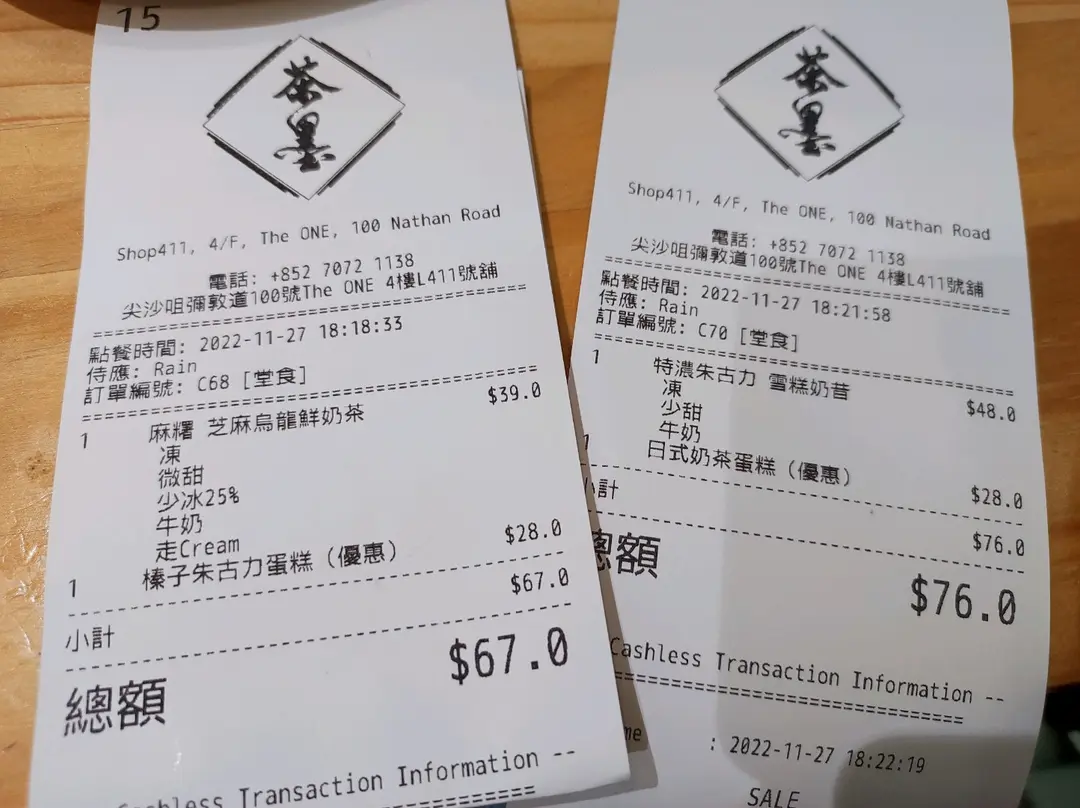 15
茶
墨
Shop411, 4/F, The ONE, 100 Nathan Road
電話: +852 7072 1138
尖沙咀彌敦道100號The ONE 4樓L411號舖
點餐時間: 2022-11-27 18:18:33
侍應: Rain
訂單編號: C68 [堂食]
1 麻糬 芝麻烏龍鮮奶茶 $39.0
凍
微甜
少冰25%
牛奶
走Cream
1 榛子朱古力蛋糕 (優惠) $28.0
小計 $67.0
總額 $67.0
Cashless Transaction Information --
茶
墨
Shop411, 4/F, The ONE, 100 Nathan Road
電話: +852 7072 1138
尖沙咀彌敦道100號The ONE 4樓L411號舖
點餐時間: 2022-11-27 18:21:58
侍應: Rain
訂單編號: C70 [堂食]
1 特濃朱古力 雪糕奶昔 $48.0
凍
少甜
牛奶
1 日式奶茶蛋糕 (優惠) $28.0
小計 $76.0
總額 $76.0
Cashless Transaction Information --
: 2022-11-27 18:22:19
SALE